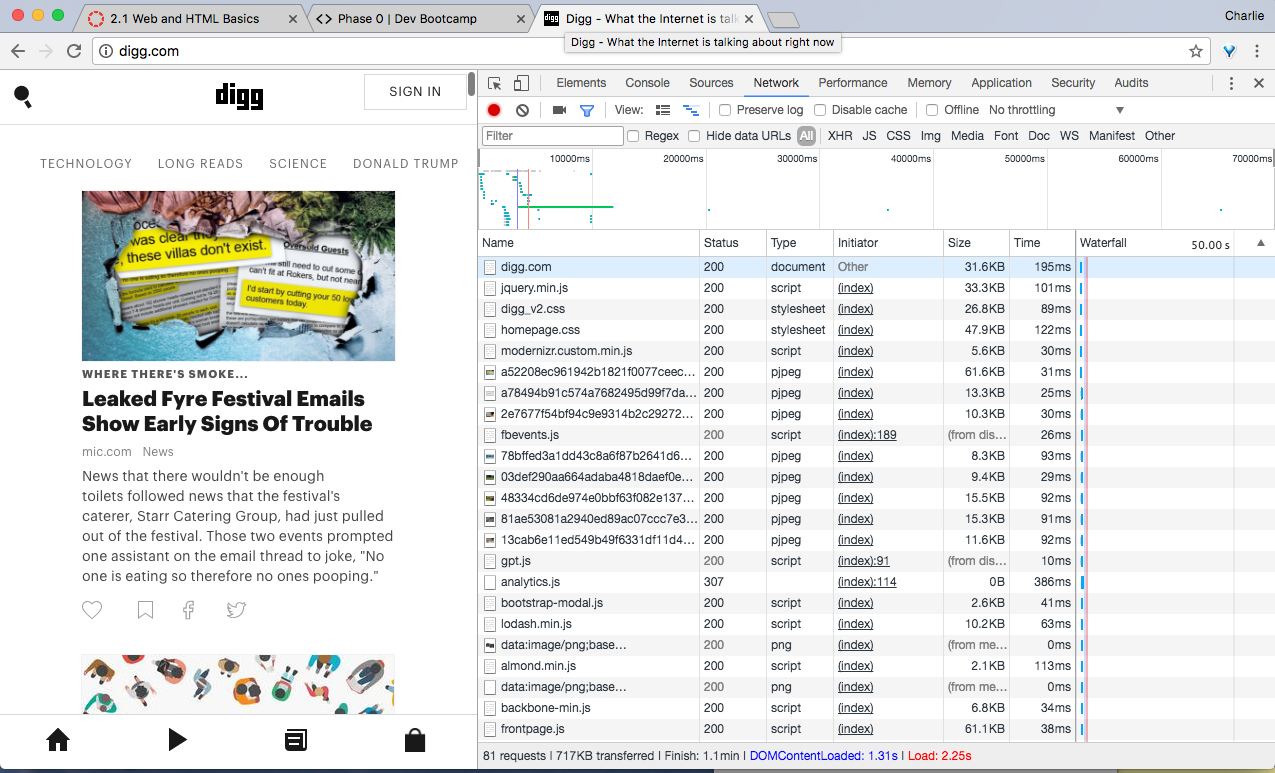 2.1 Web and HTML Basics
<> Phase 0 | Dev Bootcamp
digg Digg - What the Internet is talk
Charlie
digg.com
Digg - What the Internet is talking about right now
digg
SIGN IN
TECHNOLOGY LONG READS SCIENCE DONALD TRUMP
was clear they
these villas don't exist.
Oversold Guests
still need to cut some
can't fit at Rokers, but not near
I'd start by cutting your 50 lo
customers today.
WHERE THERE'S SMOKE...
Leaked Fyre Festival Emails
Show Early Signs Of Trouble
mic.com News
News that there wouldn't be enough
toilets followed news that the festival's
caterer, Starr Catering Group, had just pulled
out of the festival. Those two events prompted
one assistant on the email thread to joke, "No
one is eating so therefore no ones pooping."
Elements Console Sources Network Performance Memory Application Security Audits
View: Preserve log Disable cache Offline No throttling
Filter Regex Hide data URLs All XHR JS CSS Img Media Font Doc WS Manifest Other
10000ms 20000ms 30000ms 40000ms 50000ms 60000ms 70000ms
Name Status Type Initiator Size Time Waterfall 50.00 s
digg.com 200 document Other 31.6KB 195ms
jquery.min.js 200 script (index) 33.3KB 101ms
digg_v2.css 200 stylesheet (index) 26.8KB 89ms
homepage.css 200 stylesheet (index) 47.9KB 122ms
modernizr.custom.min.js 200 script (index) 5.6KB 30ms
a52208ec961942b1821f0077ceec... 200 pjpeg (index) 61.6KB 31ms
a78494b91c574a7682495d99f7da... 200 pjpeg (index) 13.3KB 25ms
2e7677f54bf94c9e9314b2c29272... 200 pjpeg (index) 10.3KB 30ms
fbevents.js 200 script (index):189 (from dis... 26ms
78bffed3a1dd43c8a6f87b2641d6... 200 pjpeg (index) 8.3KB 93ms
03def290aa664adaba4818daef0e... 200 pjpeg (index) 9.4KB 29ms
48334cd6de974e0bbf63f082e137... 200 pjpeg (index) 15.5KB 92ms
81ae53081a2940ed89ac07ccc7e3... 200 pjpeg (index) 15.3KB 91ms
13cab6e11ed549b49f6331df11d4... 200 pjpeg (index) 11.6KB 92ms
gpt.js 200 script (index):91 (from dis... 10ms
analytics.js 307 (index):114 0B 386ms
bootstrap-modal.js 200 script (index) 2.6KB 41ms
lodash.min.js 200 script (index) 10.2KB 63ms
data:image/png;base... 200 png (index) (from me... 0ms
almond.min.js 200 script (index) 2.1KB 113ms
data:image/png;base... 200 png (index) (from me... 0ms
backbone-min.js 200 script (index) 6.8KB 34ms
frontpage.js 200 script (index) 61.1KB 38ms
81 requests | 717KB transferred | Finish: 1.1min | DOMContentLoaded: 1.31s | Load: 2.25s